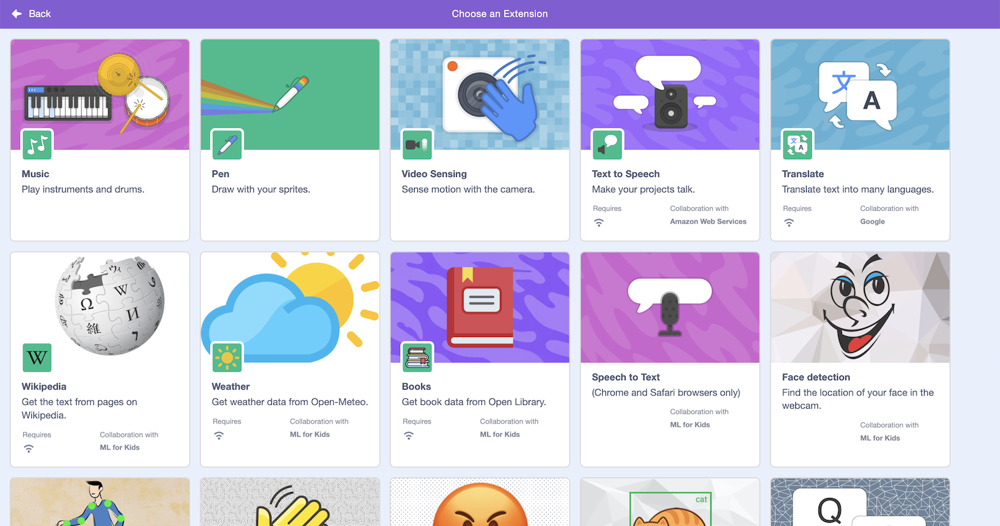 Back
Choose an Extension
Music
Play instruments and drums.
Pen
Draw with your sprites.
Video Sensing
Sense motion with the camera.
Text to Speech
Make your projects talk.
Requires
Collaboration with
Amazon Web Services
文
A
文
A
Translate
Translate text into many languages.
Requires
Collaboration with
Google
W
Ω
И
維
ウィ
7
W
Wikipedia
Get the text from pages on
Wikipedia.
Requires
Collaboration with
ML for Kids
Weather
Get weather data from Open-Meteo.
Requires
Collaboration with
ML for Kids
Books
Get book data from Open Library.
Requires
Collaboration with
ML for Kids
Speech to Text
(Chrome and Safari browsers only)
Collaboration with
ML for Kids
Face detection
Find the location of your face in the
webcam.
Collaboration with
ML for Kids
cat
Q